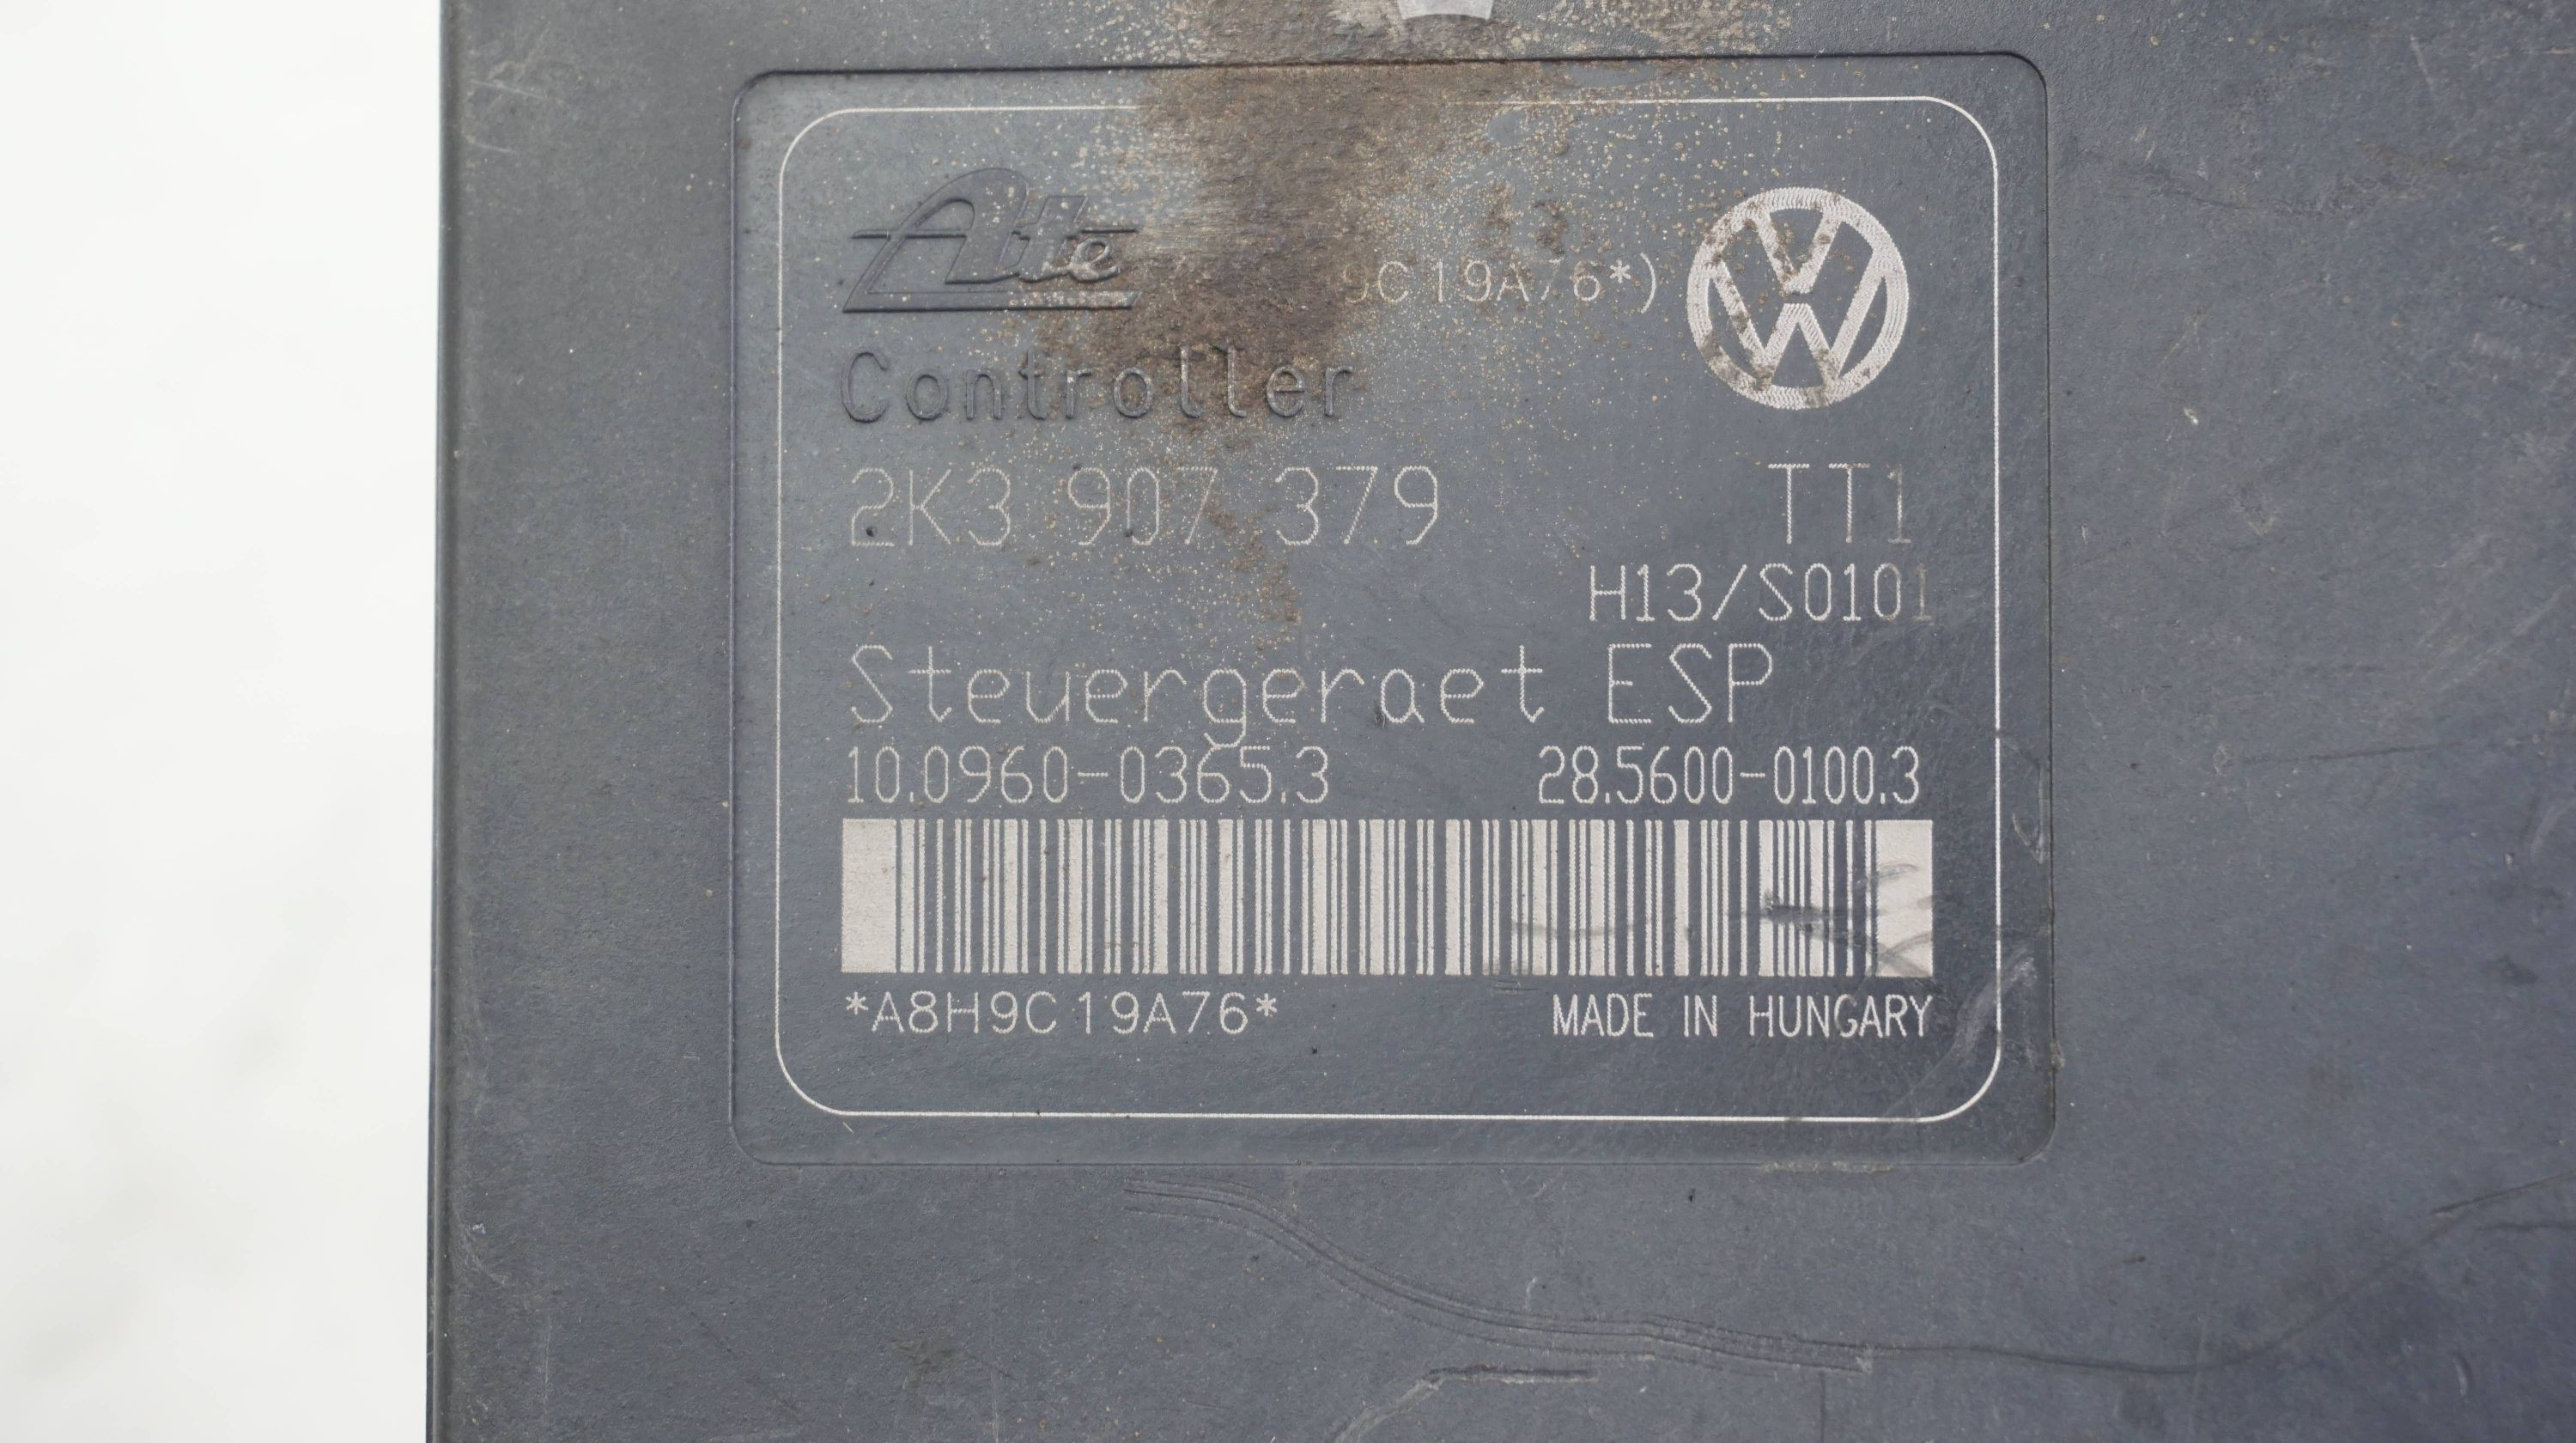 Ate
9C19A76*)
Controller
2K3 907 379 TT1
H13/S0101
Steuergeraet ESP
10.0960-0365.3 28.5600-0100.3
*A8H9C19A76* MADE IN HUNGARY